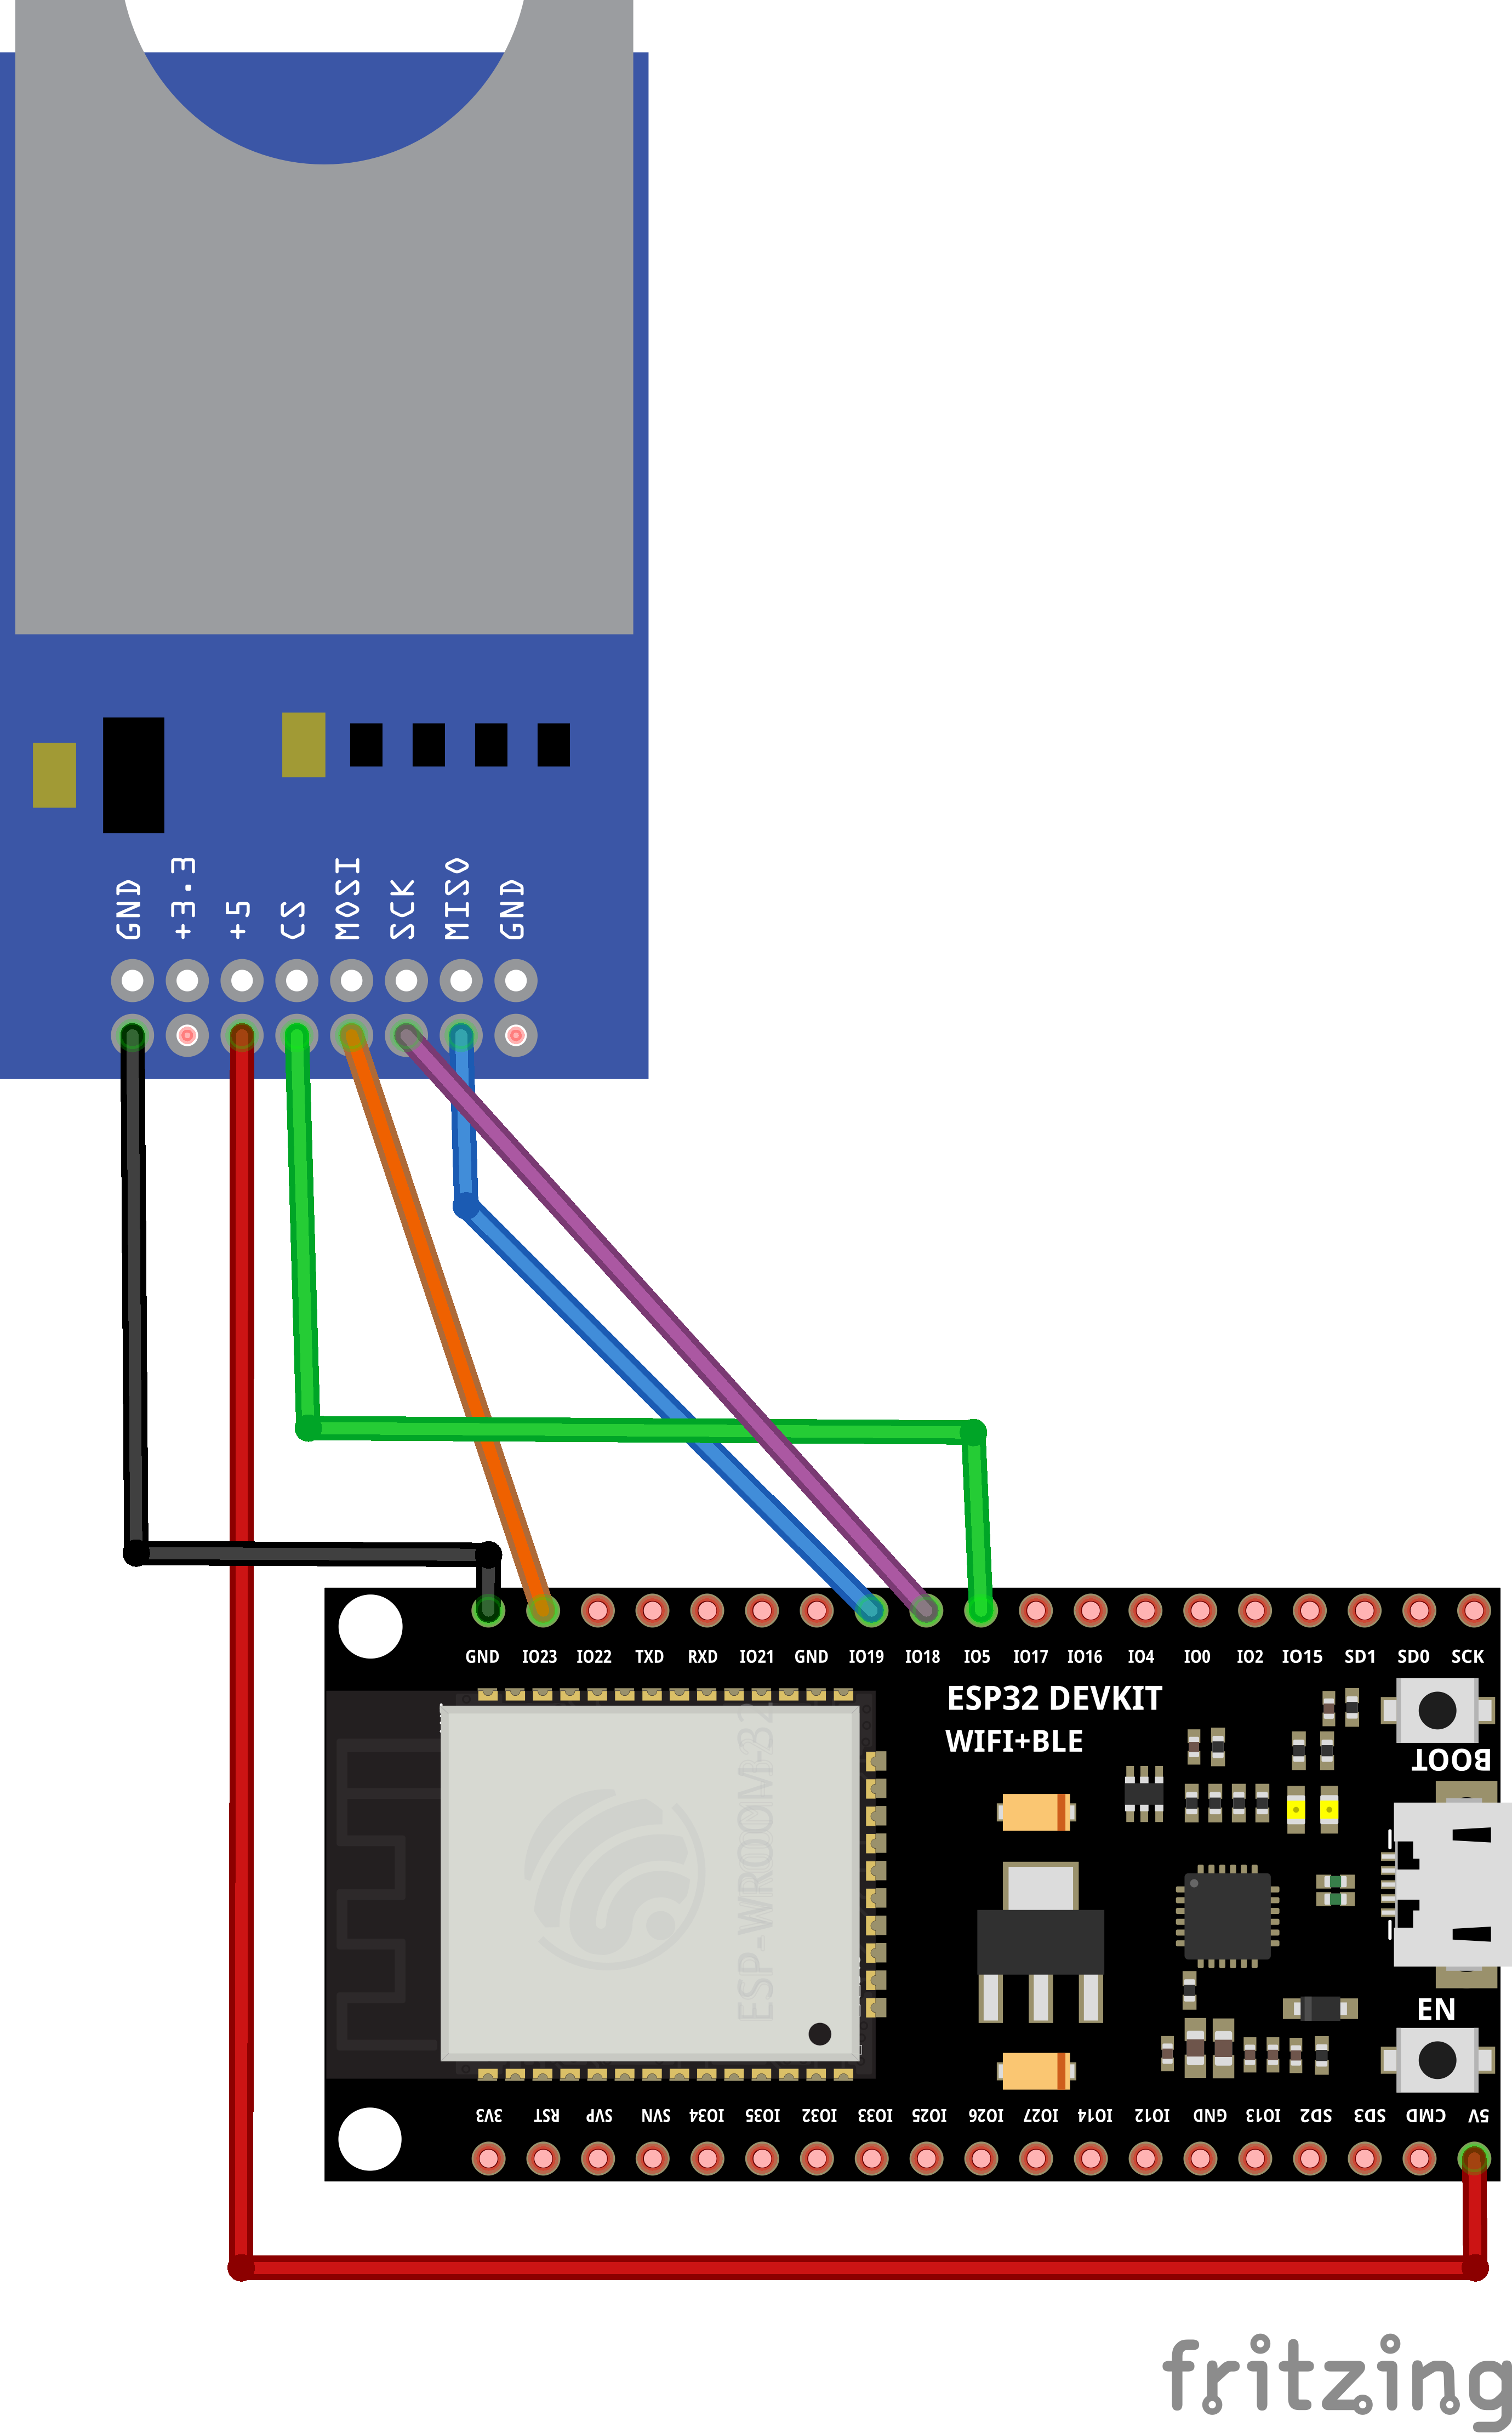 GND +3.3 +5 CS MOSI SCK MISO GND
GND IO23 IO22 TXD RXD IO21 GND IO19 IO18 IO5 IO17 IO16 IO4 IO0 IO2 IO15 SD1 SD0 SCK
ESP32 DEVKIT
WIFI+BLE
BOOT
ESP-WROOM-32
EN
3V3 RST SVP SVN IO34 IO35 IO32 IO33 IO25 IO26 IO27 IO14 IO12 GND IO13 SD2 SD3 CMD 5V
fritzing